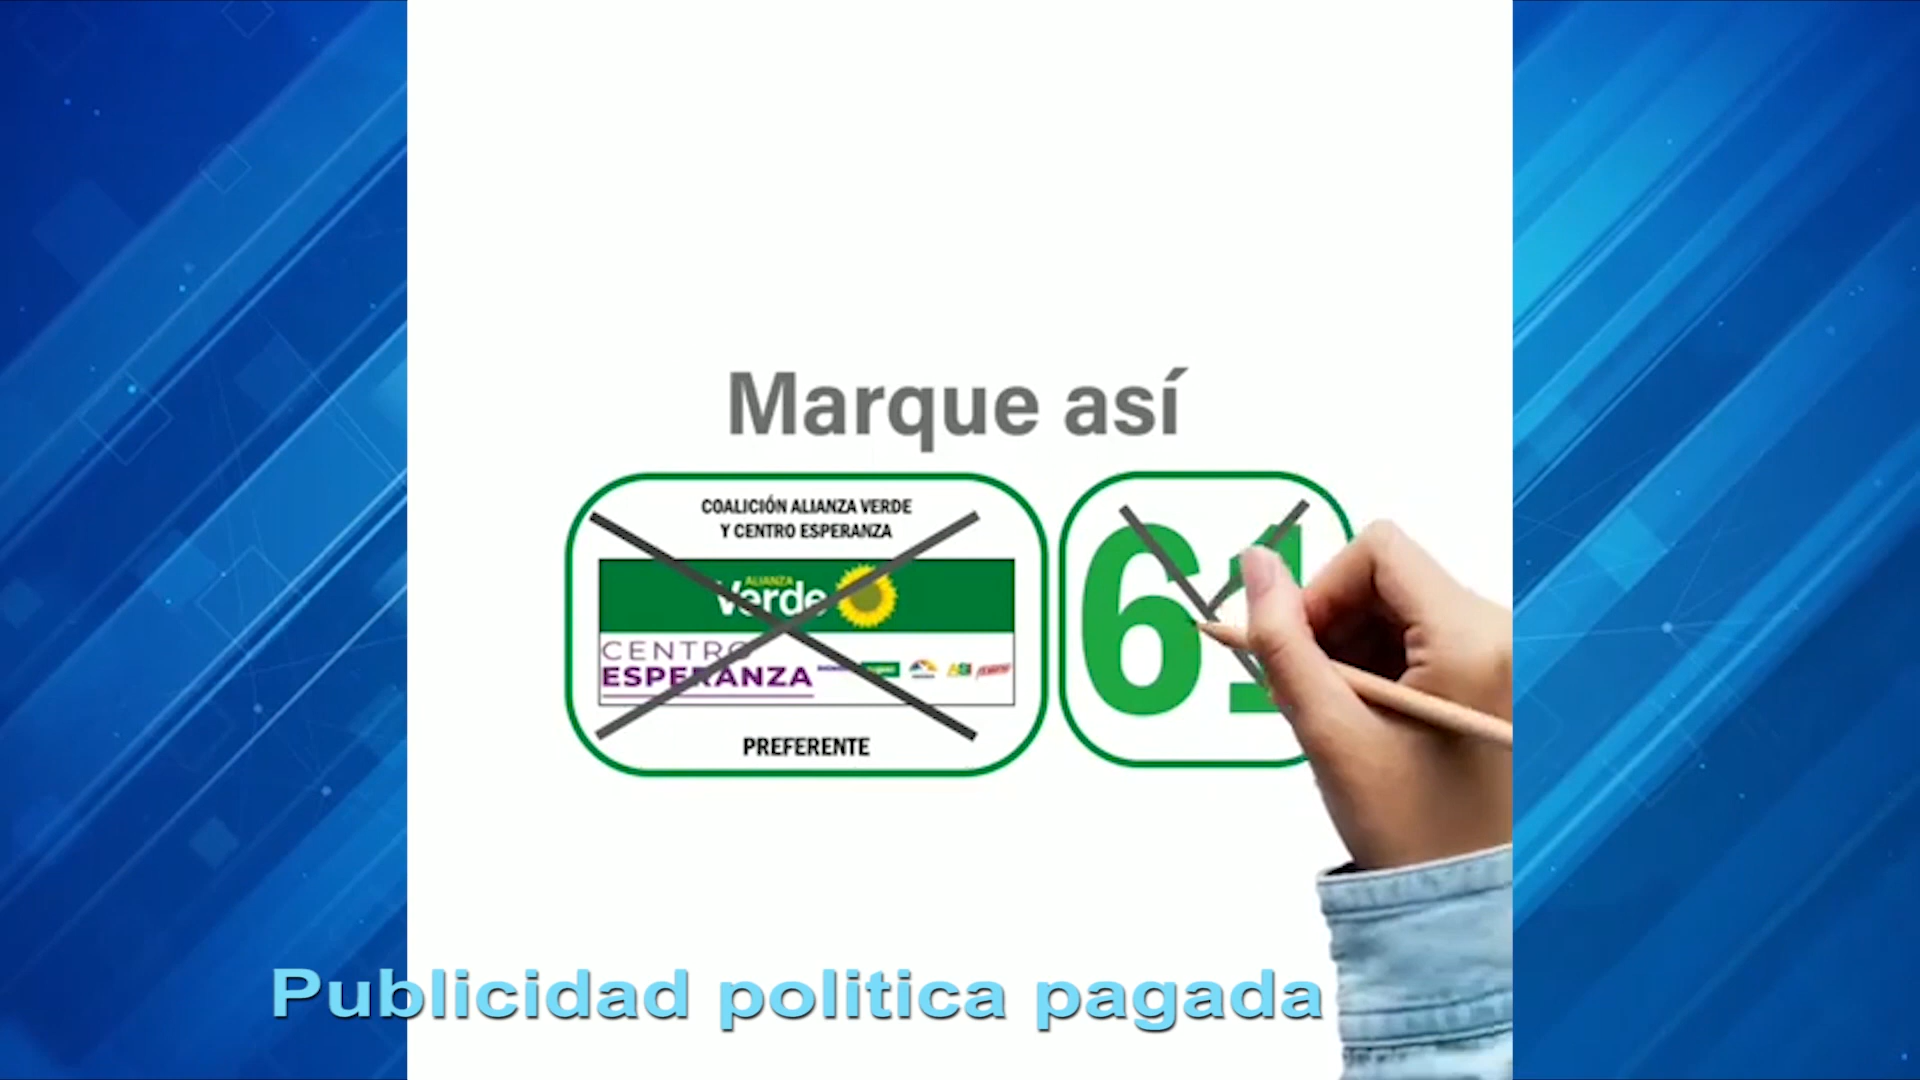 Marque así
COALICIÓN ALIANZA VERDE
Y CENTRO ESPERANZA
ALIANZA
Verde
CENTRO
ESPERANZA
PREFERENTE
61
Publicidad politica pagada